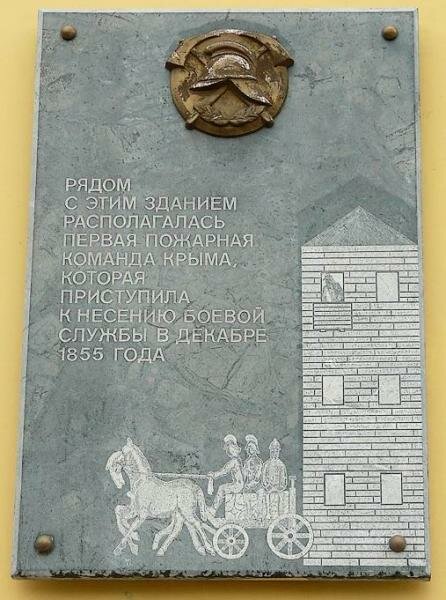 РЯДОМ
С ЭТИМ ЗДАНИЕМ
РАСПОЛАГАЛАСЬ
ПЕРВАЯ ПОЖАРНАЯ
КОМАНДА КРЫМА,
КОТОРАЯ
ПРИСТУПИЛА
К НЕСЕНИЮ БОЕВОЙ
СЛУЖБЫ В ДЕКАБРЕ
1855 ГОДА